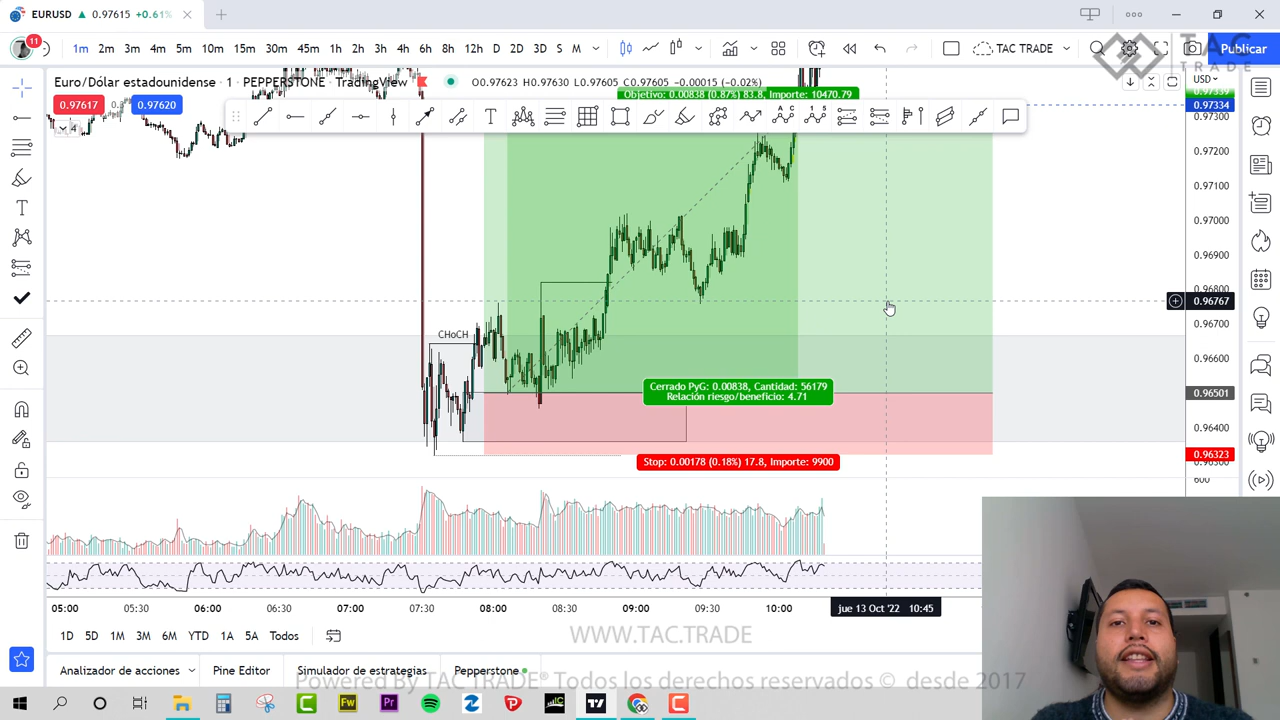 EURUSD ▲ 0.97615 +0.61%
11
1m 2m 3m 4m 5m 10m 15m 30m 45m 1h 2h 3h 4h 6h 8h 12h D 2D 3D S M
TAC TRADE
Publicar
TAC
TRADE
Euro/Dólar estadounidense · 1 · PEPPERSTONE · TradingView
C0.97605 −0.00015 (−0.02%)
USD
0.97617
0.97620
Objetivo: 0.00838 (0.87%) 83.8, Importe: 10470.79
0.97339
0.97334
0.97300
0.97200
0.97100
0.97000
0.96900
0.96800
0.96767
0.96700
0.96600
0.96501
0.96400
0.96323
CHoCH
Cerrado PyG: 0.00838, Cantidad: 56179
Relación riesgo/beneficio: 4.71
Stop: 0.00178 (0.18%) 17.8, Importe: 9900
600
05:00 05:30 06:00 06:30 07:00 07:30 08:00 08:30 09:00 09:30 10:00
jue 13 Oct '22 10:45
1D 5D 1M 3M 6M YTD 1A 5A Todos
WWW.TAC.TRADE
Analizador de acciones Pine Editor Simulador de estrategias Pepperstone
Powered By TAC TRADE® Todos los derechos reservados © desde 2017